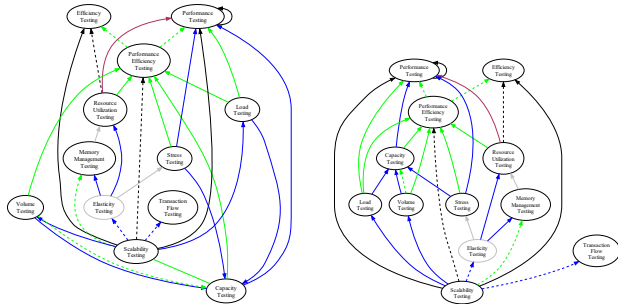 Efficiency
Testing
Performance
Testing
Performance
Efficiency
Testing
Resource
Utilization
Testing
Load
Testing
Memory
Management
Testing
Stress
Testing
Volume
Testing
Elasticity
Testing
Transaction
Flow
Testing
Scalability
Testing
Capacity
Testing
Performance
Testing
Efficiency
Testing
Performance
Efficiency
Testing
Capacity
Testing
Resource
Utilization
Testing
Load
Testing
Volume
Testing
Stress
Testing
Memory
Management
Testing
Elasticity
Testing
Transaction
Flow
Testing
Scalability
Testing